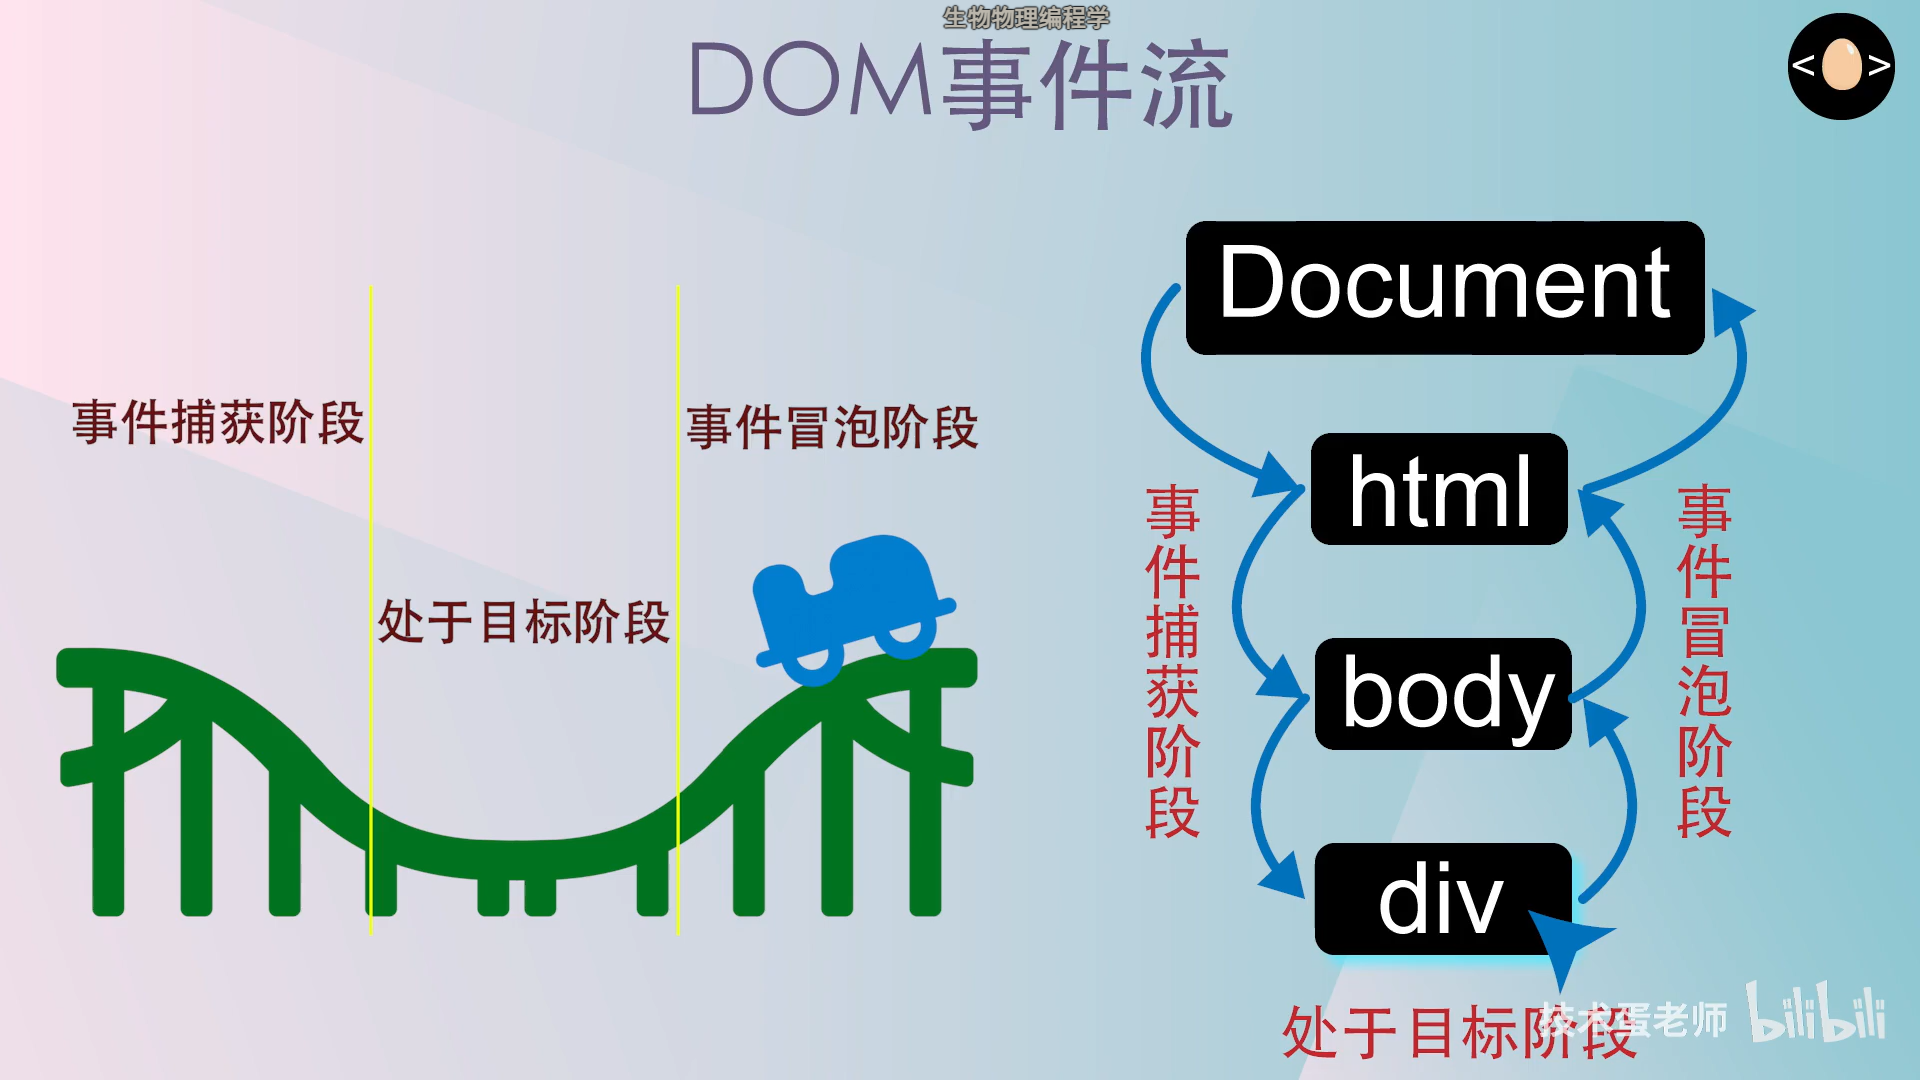 生物物理编程学
DOM事件流
< >
Document
事件捕获阶段
事件冒泡阶段
处于目标阶段
html
body
div
事件捕获阶段
事件冒泡阶段
处于目标阶段
技术蛋老师
bilibili